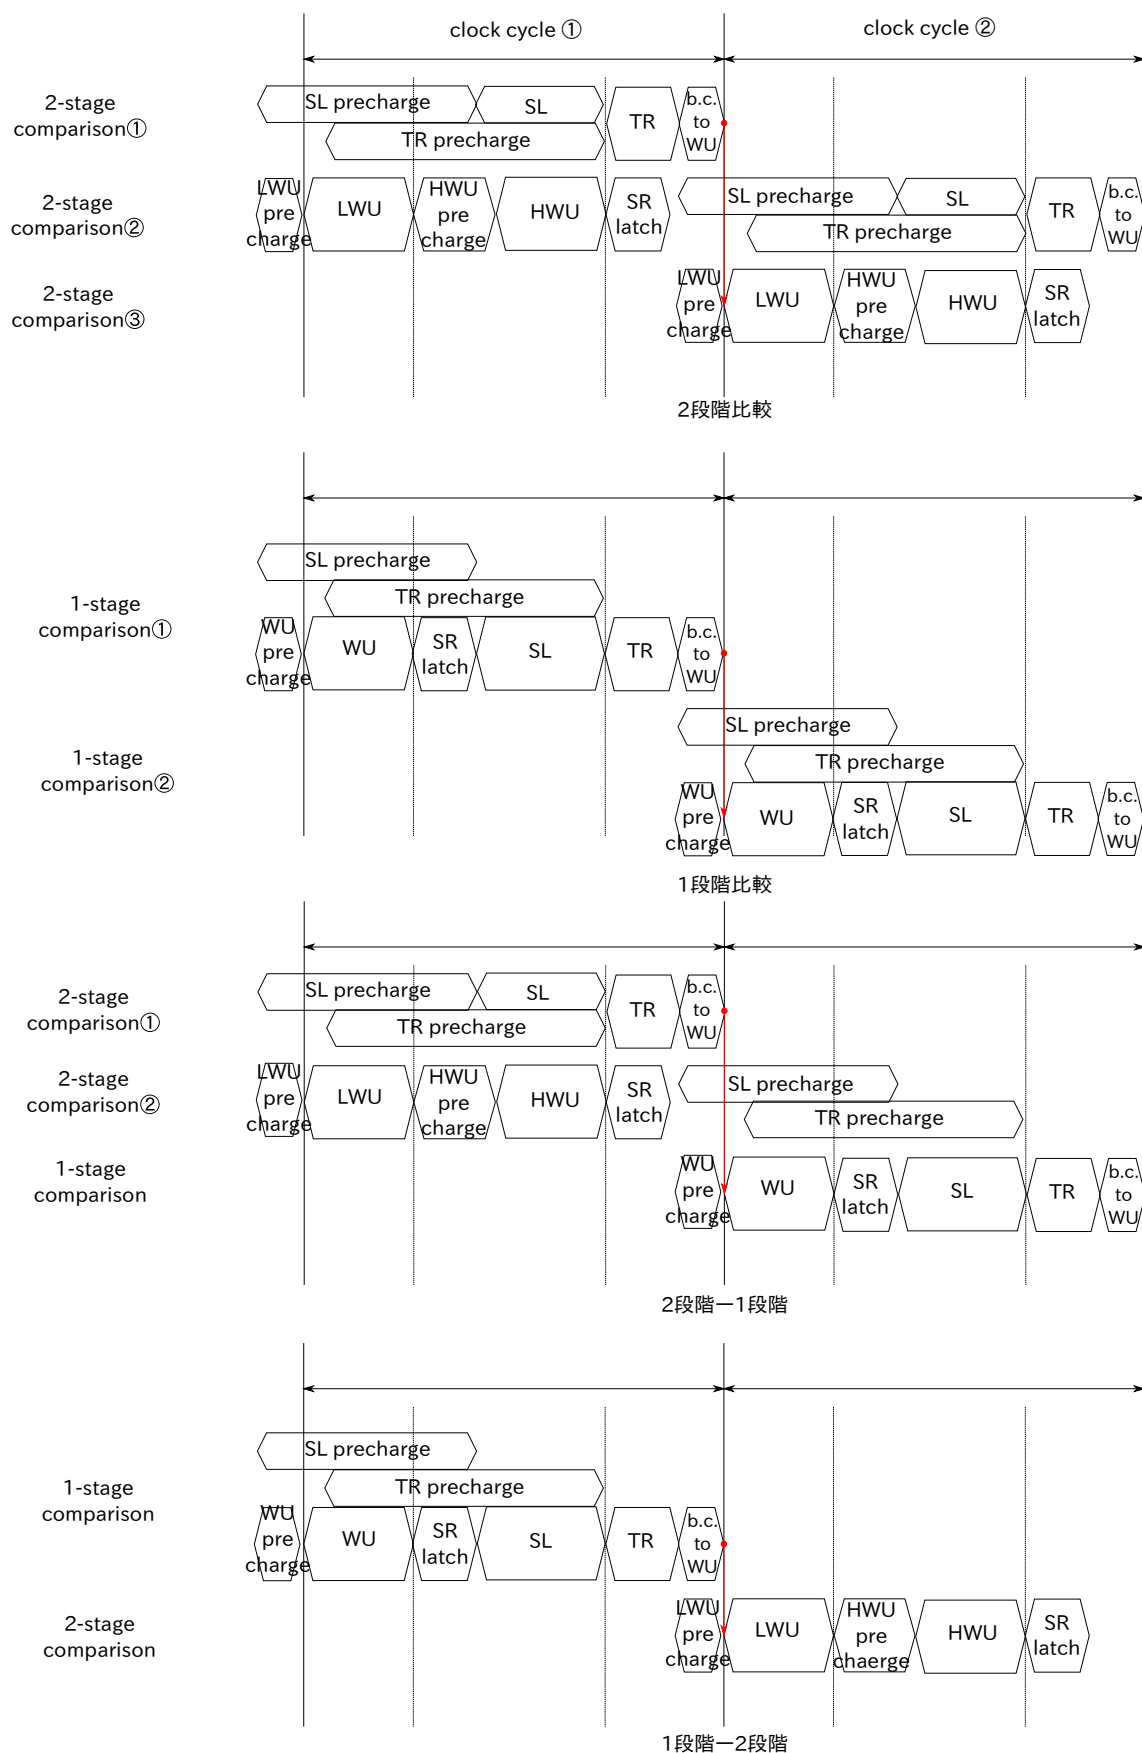 clock cycle ①
clock cycle ②
2-stage
comparison①
SL precharge
SL
TR precharge
TR
b.c.
to
WU
2-stage
comparison②
LWU
pre
charge
LWU
HWU
pre
charge
HWU
SR
latch
SL precharge
SL
TR precharge
TR
b.c.
to
WU
2-stage
comparison③
LWU
pre
charge
LWU
HWU
pre
charge
HWU
SR
latch
2段階比較
1-stage
comparison①
SL precharge
TR precharge
WU
pre
charge
WU
SR
latch
SL
TR
b.c.
to
WU
1-stage
comparison②
SL precharge
TR precharge
WU
pre
charge
WU
SR
latch
SL
TR
b.c.
to
WU
1段階比較
2-stage
comparison①
SL precharge
SL
TR precharge
TR
b.c.
to
WU
2-stage
comparison②
LWU
pre
charge
LWU
HWU
pre
charge
HWU
SR
latch
SL precharge
TR precharge
1-stage
comparison
WU
pre
charge
WU
SR
latch
SL
TR
b.c.
to
WU
2段階ー1段階
1-stage
comparison
SL precharge
TR precharge
WU
pre
charge
WU
SR
latch
SL
TR
b.c.
to
WU
2-stage
comparison
LWU
pre
charge
LWU
HWU
pre
chaerge
HWU
SR
latch
1段階ー2段階